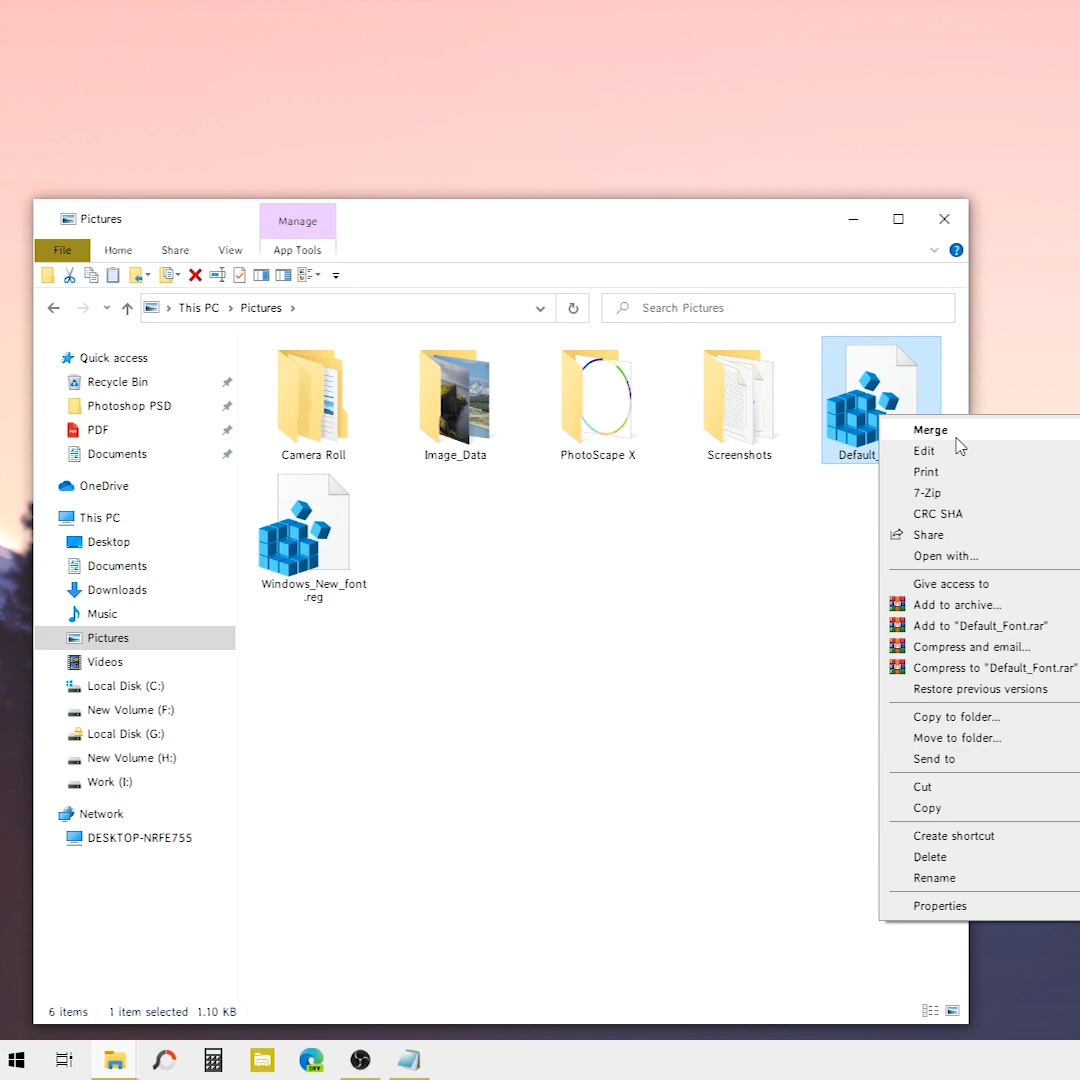 Pictures
Manage
File
Home
Share
View
App Tools
?
This PC
Pictures
Search Pictures
Quick access
Recycle Bin
Photoshop PSD
PDF
Documents
OneDrive
This PC
Desktop
Documents
Downloads
Music
Pictures
Videos
Local Disk (C:)
New Volume (F:)
Local Disk (G:)
New Volume (H:)
Work (I:)
Network
DESKTOP-NRFE755
Camera Roll
Image_Data
PhotoScape X
Screenshots
Default_
Windows_New_font
.reg
Merge
Edit
Print
7-Zip
CRC SHA
Share
Open with...
Give access to
Add to archive...
Add to "Default_Font.rar"
Compress and email...
Compress to "Default_Font.rar"
Restore previous versions
Copy to folder...
Move to folder...
Send to
Cut
Copy
Create shortcut
Delete
Rename
Properties
6 items
1 item selected
1.10 KB
DEV